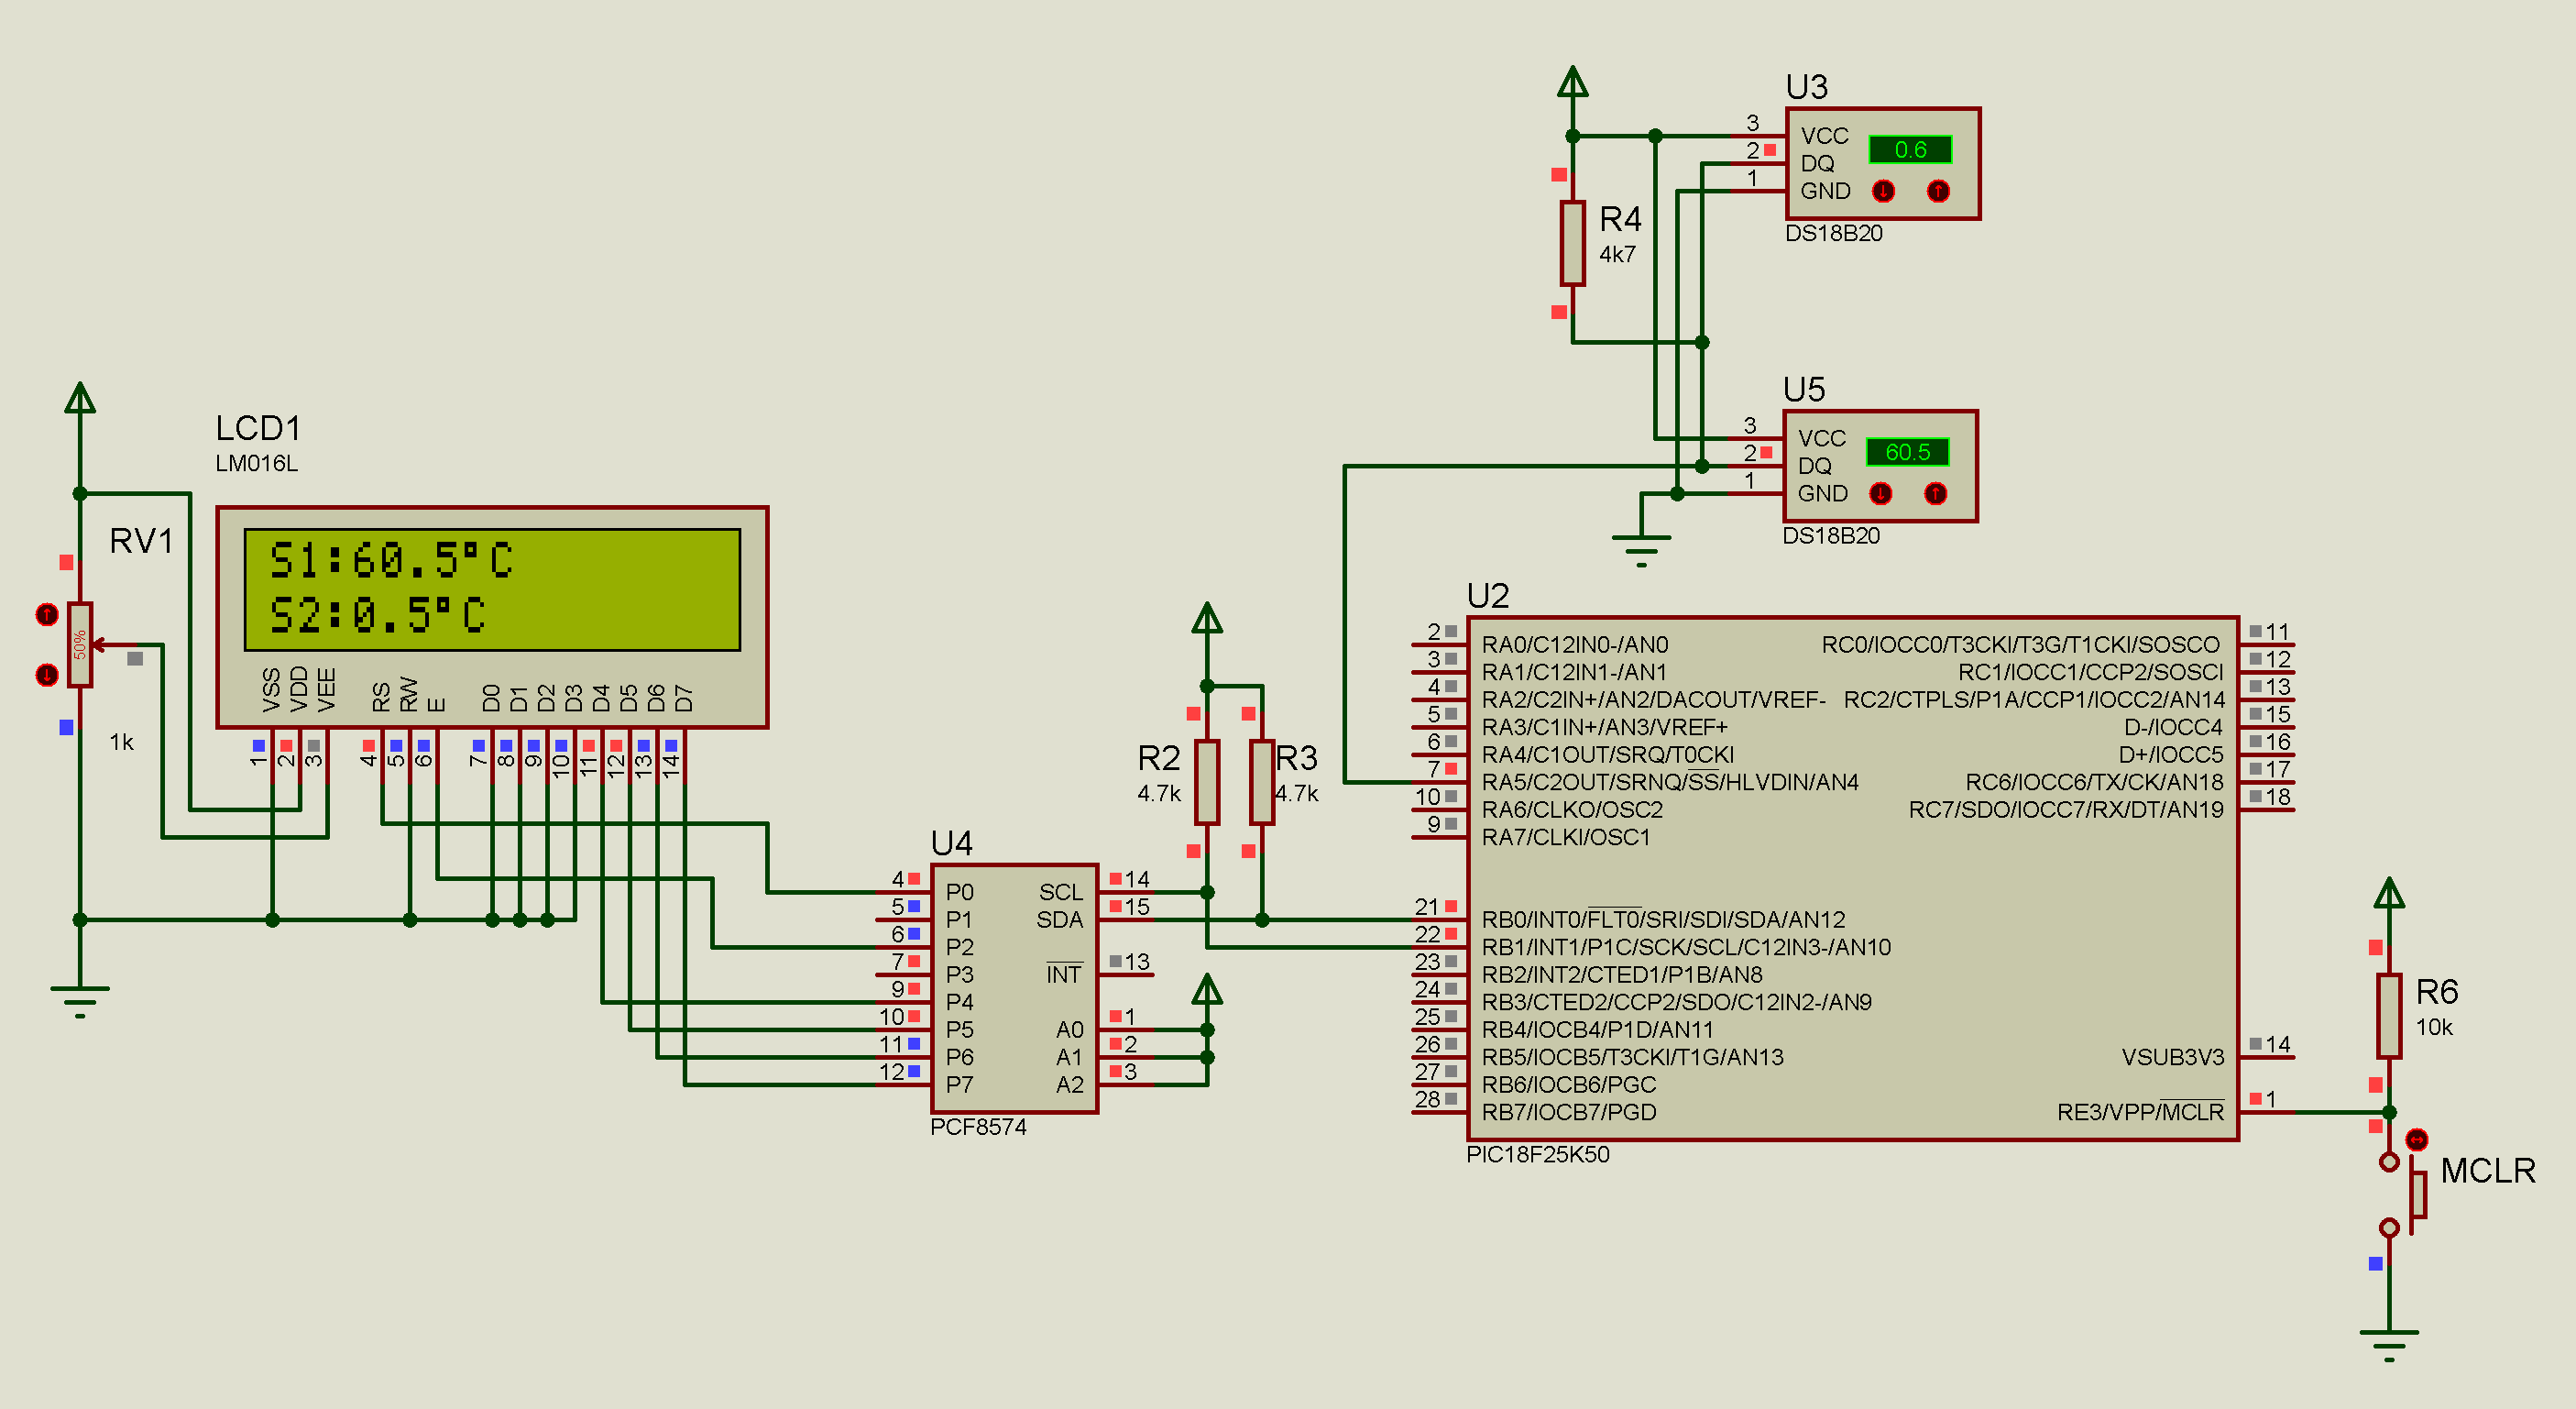 U3
3 VCC
2 DQ 0.6
1 GND
DS18B20
R4
4k7
U5
3 VCC
2 DQ 60.5
1 GND
DS18B20
LCD1
LM016L
S1:60.5°C
S2:0.5°C
VSS VDD VEE RS RW E D0 D1 D2 D3 D4 D5 D6 D7
1 2 3 4 5 6 7 8 9 10 11 12 13 14
RV1
50%
1k
R2
4.7k
R3
4.7k
U4
4 P0 SCL 14
5 P1 SDA 15
6 P2
7 P3 INT 13
9 P4
10 P5 A0 1
11 P6 A1 2
12 P7 A2 3
PCF8574
U2
2 RA0/C12IN0-/AN0 RC0/IOCC0/T3CKI/T3G/T1CKI/SOSCO 11
3 RA1/C12IN1-/AN1 RC1/IOCC1/CCP2/SOSCI 12
4 RA2/C2IN+/AN2/DACOUT/VREF- RC2/CTPLS/P1A/CCP1/IOCC2/AN14 13
5 RA3/C1IN+/AN3/VREF+ D-/IOCC4 15
6 RA4/C1OUT/SRQ/T0CKI D+/IOCC5 16
7 RA5/C2OUT/SRNQ/SS/HLVDIN/AN4 RC6/IOCC6/TX/CK/AN18 17
10 RA6/CLKO/OSC2 RC7/SDO/IOCC7/RX/DT/AN19 18
9 RA7/CLKI/OSC1
21 RB0/INT0/FLT0/SRI/SDI/SDA/AN12
22 RB1/INT1/P1C/SCK/SCL/C12IN3-/AN10
23 RB2/INT2/CTED1/P1B/AN8
24 RB3/CTED2/CCP2/SDO/C12IN2-/AN9
25 RB4/IOCB4/P1D/AN11
26 RB5/IOCB5/T3CKI/T1G/AN13 VSUB3V3 14
27 RB6/IOCB6/PGC
28 RB7/IOCB7/PGD RE3/VPP/MCLR 1
PIC18F25K50
R6
10k
MCLR